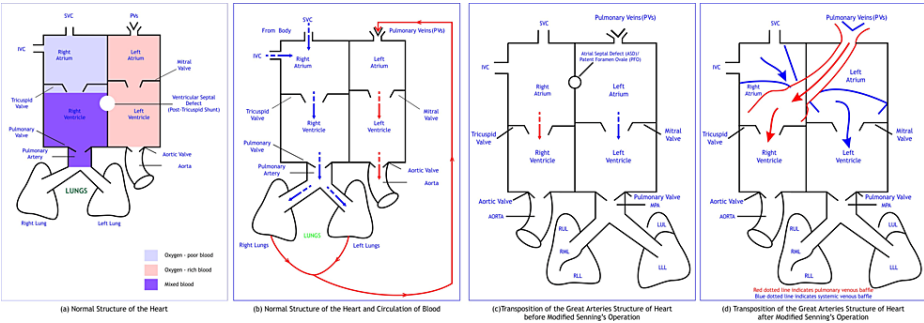 SVC
PVs
IVC
Right
Atrium
Left
Atrium
Mitral
Valve
Tricuspid
Valve
Right Ventricle
Left
Ventricle
Ventricular Septal
Defect
(Post-Tricuspid Shunt)
Pulmonary
Valve
Pulmonary
Artery
Aortic Valve
Aorta
LUNGS
Right Lung
Left Lung
Oxygen - poor blood
Oxygen - rich blood
Mixed blood
(a) Normal Structure of the Heart
SVC
From Body
Pulmonary Veins(PVs)
IVC
Right
Atrium
Left
Atrium
Tricuspid
Valve
Mitral
Valve
Right
Ventricle
Left
Ventricle
Pulmonary
Valve
Pulmonary
Artery
Aortic Valve
Aorta
LUNGS
Right Lungs
Left Lungs
(b) Normal Structure of the Heart and Circulation of Blood
SVC
Pulmonary Veins(PVs)
IVC
Atrial Septal Defect (ASD)/
Patent Foramen Ovale (PFO)
Right
Atrium
Left
Atrium
Tricuspid
Valve
Mitral
Valve
Right
Ventricle
Left
Ventricle
Aortic Valve
Pulmonary Valve
AORTA
MPA
RUL
LUL
RML
RLL
LLL
(c)Transposition of the Great Arteries Structure of Heart
before Modified Senning's Operation
SVC
Pulmonary Veins(PVs)
IVC
Right
Atrium
Left
Atrium
Tricuspid
Valve
Mitral
Valve
Right
Ventricle
Left
Ventricle
Aortic Valve
Pulmonary Valve
AORTA
MPA
RUL
LUL
RML
RLL
LLL
Red dotted line indicates pulmonary venous baffle
Blue dotted line indicates systemic venous baffle
(d) Transposition of the Great Arteries Structure of Heart
after Modified Senning's Operation